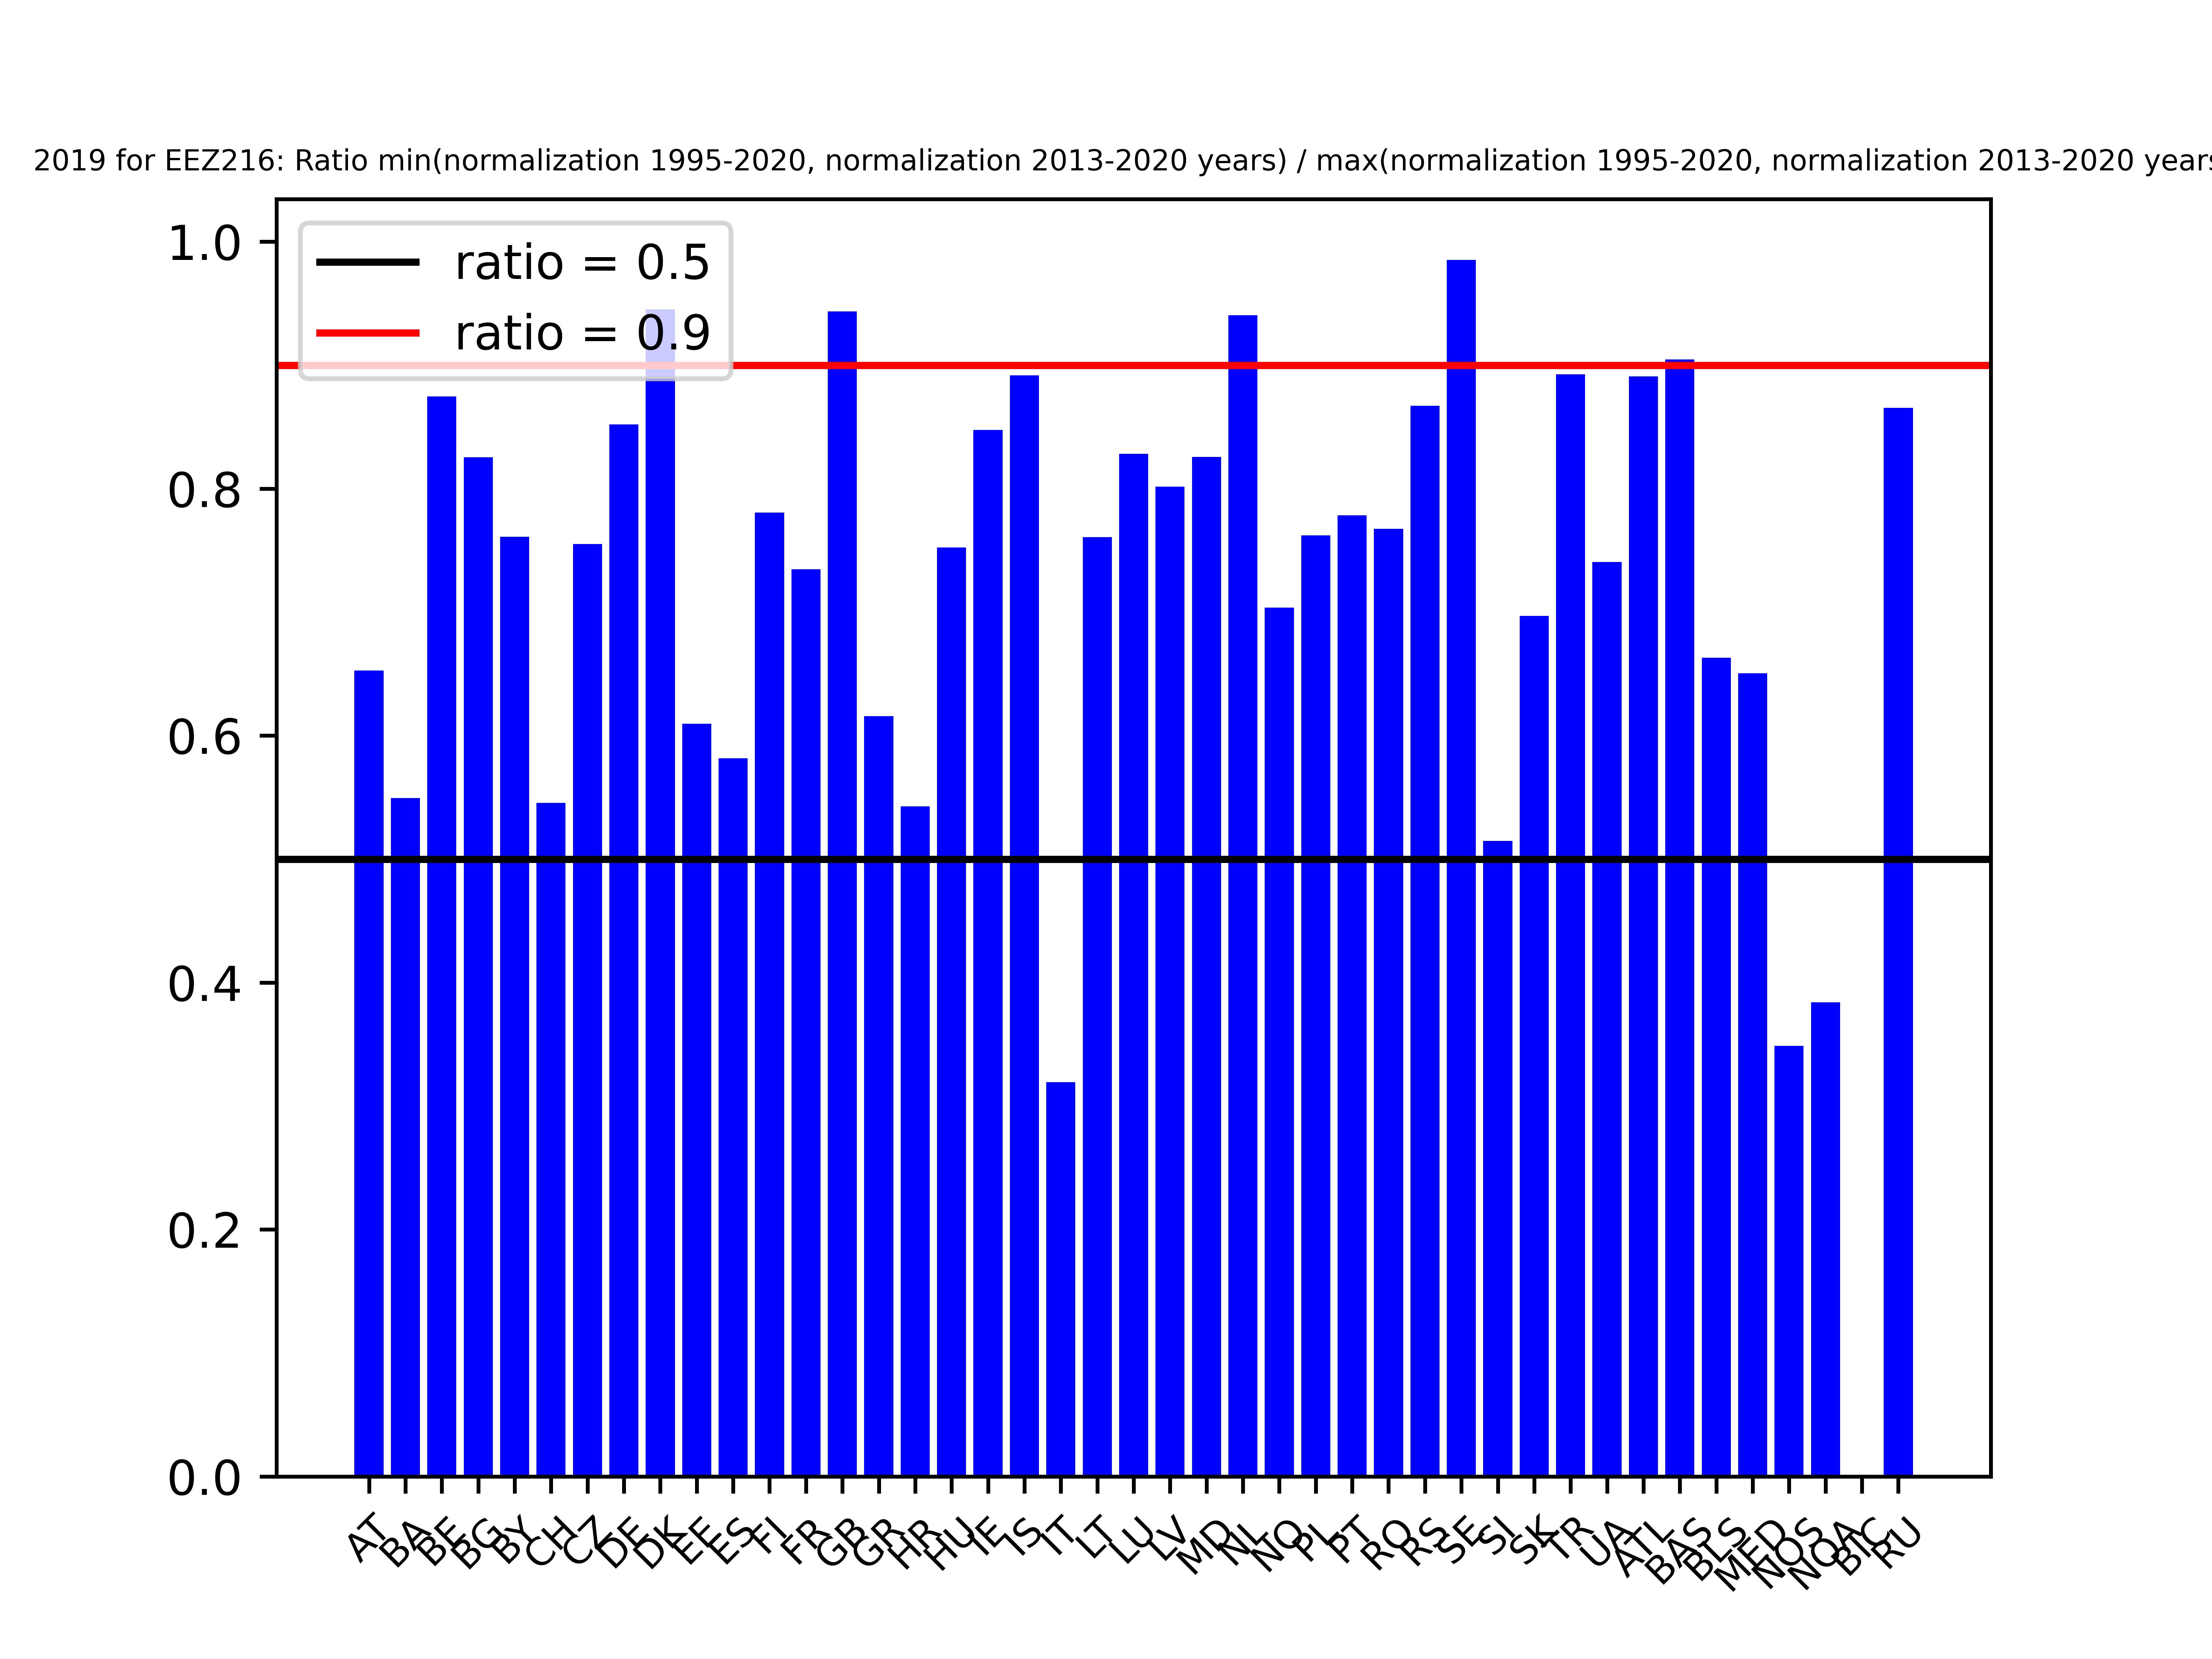 2019 for EEZ216: Ratio min(normalization 1995-2020, normalization 2013-2020 years) / max(normalization 1995-2020, normalization 2013-2020 years
ratio = 0.5
ratio = 0.9
1.0
0.8
0.6
0.4
0.2
0.0
AT
BA
BE
BG
BY
CH
CZ
DE
DK
EE
ES
FI
FR
GB
GR
HR
HU
IE
IS
IT
LT
LU
LV
MD
NL
NO
PL
PT
RO
RS
SE
SI
SK
TR
UA
ATL
BAS
BLS
MED
NOS
NOA
BIC
RU